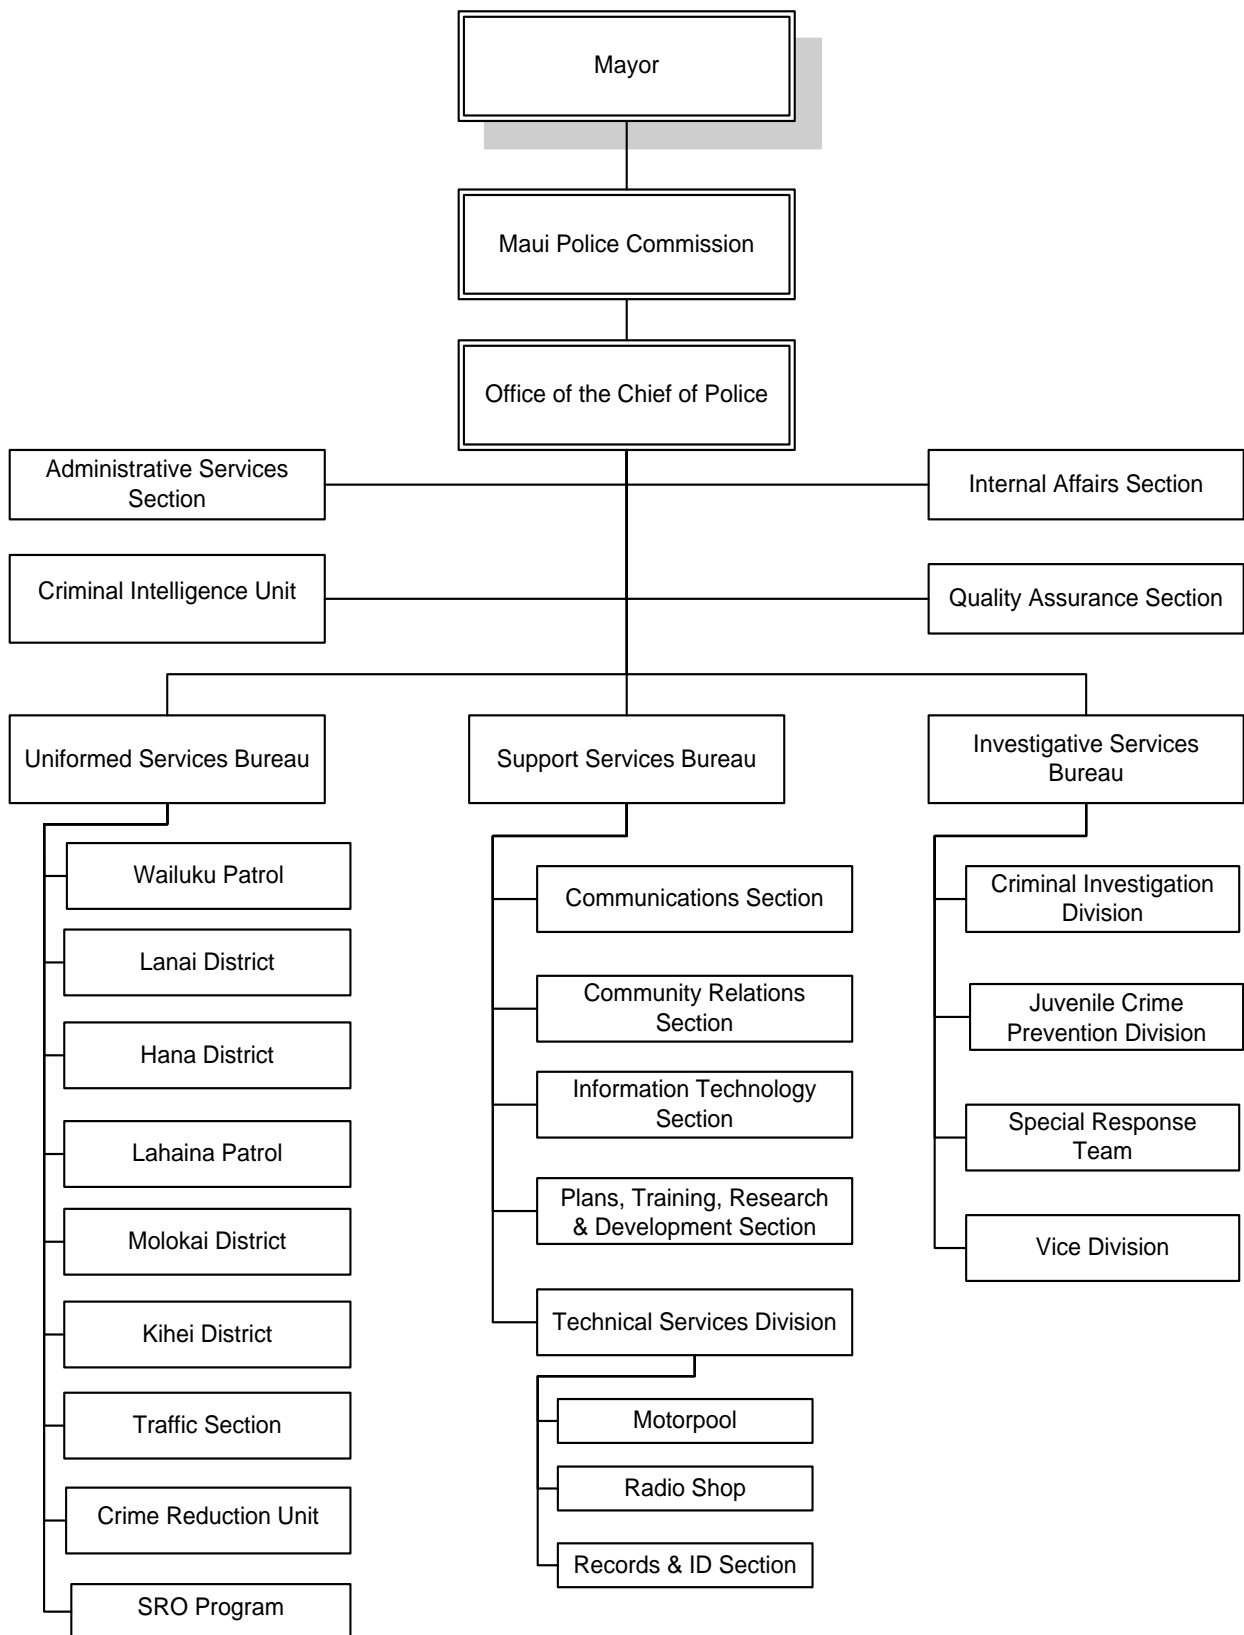 Mayor
Maui Police Commission
Office of the Chief of Police
Administrative Services
Section
Internal Affairs Section
Criminal Intelligence Unit
Quality Assurance Section
Uniformed Services Bureau
Wailuku Patrol
Lanai District
Hana District
Lahaina Patrol
Molokai District
Kihei District
Traffic Section
Crime Reduction Unit
SRO Program
Support Services Bureau
Communications Section
Community Relations
Section
Information Technology
Section
Plans, Training, Research
& Development Section
Technical Services Division
Motorpool
Radio Shop
Records & ID Section
Investigative Services
Bureau
Criminal Investigation
Division
Juvenile Crime
Prevention Division
Special Response
Team
Vice Division